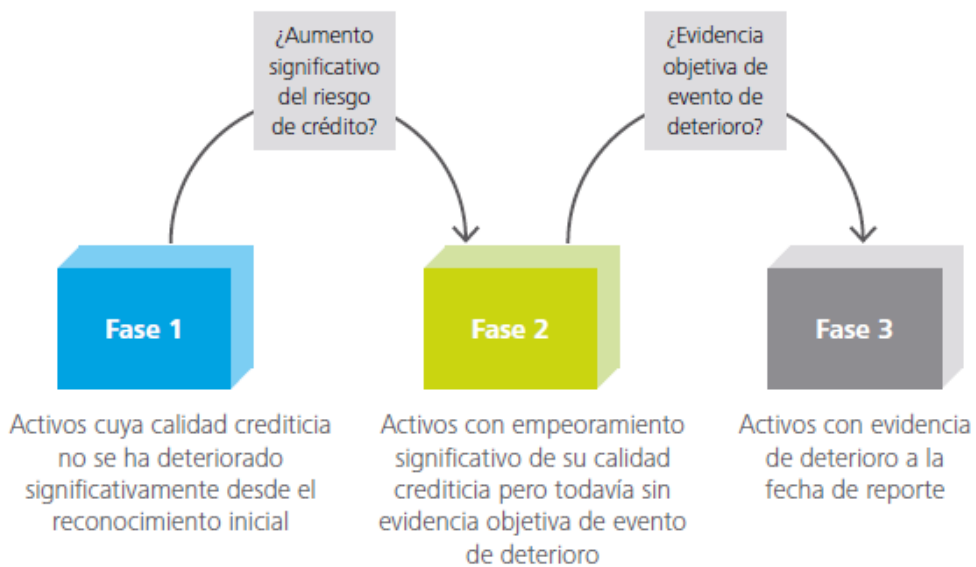 ¿Aumento
significativo
del riesgo
de crédito?
¿Evidencia
objetiva de
evento de
deterioro?
Fase 1
Fase 2
Fase 3
Activos cuya calidad crediticia
no se ha deteriorado
significativamente desde el
reconocimiento inicial
Activos con empeoramiento
significativo de su calidad
crediticia pero todavía sin
evidencia objetiva de evento
de deterioro
Activos con evidencia
de deterioro a la
fecha de reporte